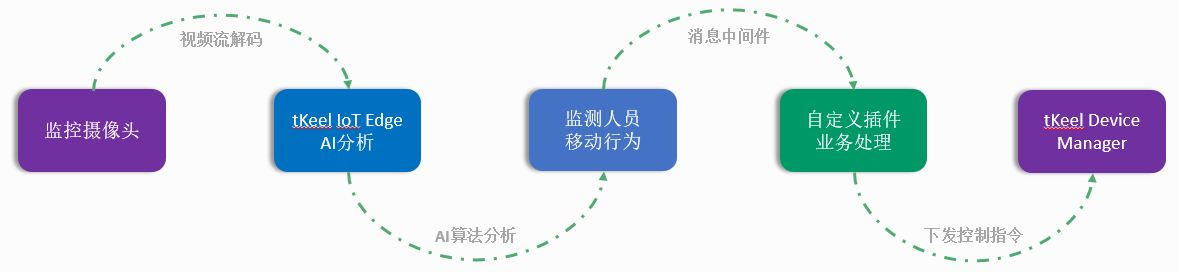 视频流解码
消息中间件
监控摄像头
tKeel IoT Edge
AI分析
监测人员
移动行为
自定义插件
业务处理
tKeel Device
Manager
AI算法分析
下发控制指令